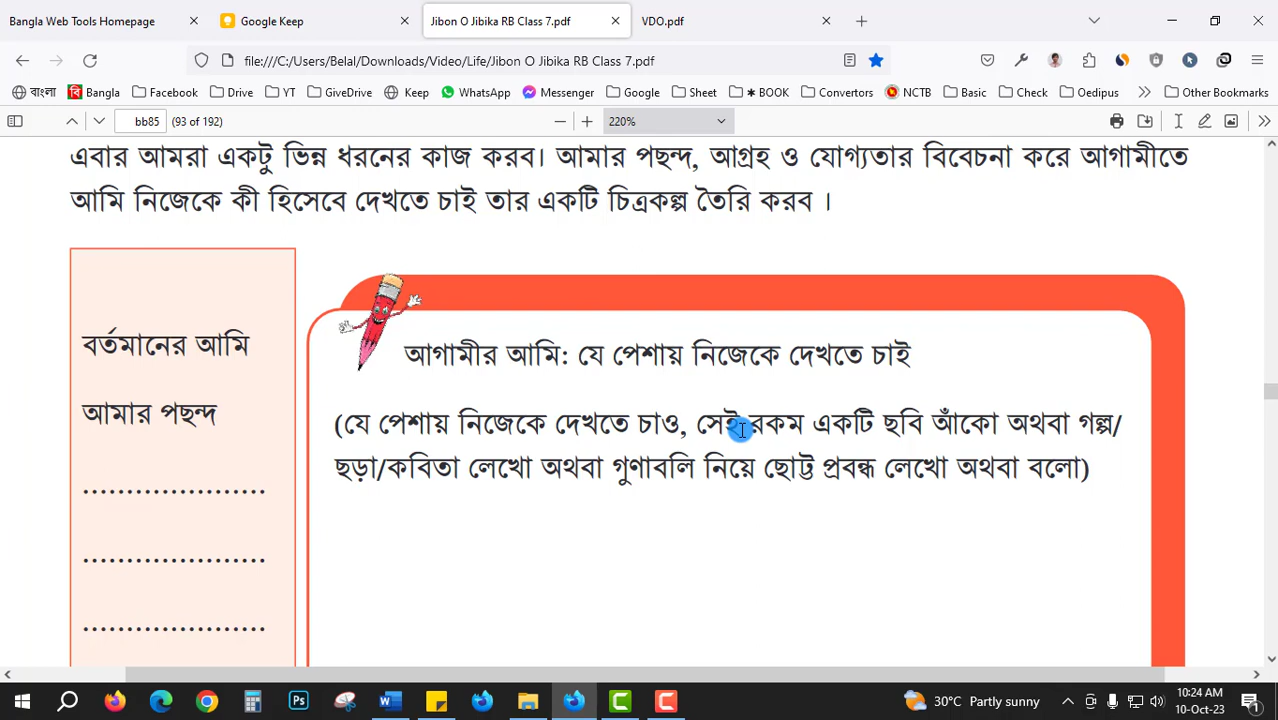 Bangla Web Tools Homepage
Google Keep
Jibon O Jibika RB Class 7.pdf
VDO.pdf
file:///C:/Users/Belal/Downloads/Video/Life/Jibon O Jibika RB Class 7.pdf
বাংলা Bangla Facebook Drive YT GiveDrive Keep WhatsApp Messenger Google Sheet ✱ BOOK Convertors NCTB Basic Check Oedipus Other Bookmarks
bb85 (93 of 192) 220%
এবার আমরা একটু ভিন্ন ধরনের কাজ করব। আমার পছন্দ, আগ্রহ ও যোগ্যতার বিবেচনা করে আগামীতে
আমি নিজেকে কী হিসেবে দেখতে চাই তার একটি চিত্রকল্প তৈরি করব ।
বর্তমানের আমি
আমার পছন্দ
.....................
.....................
.....................
আগামীর আমি: যে পেশায় নিজেকে দেখতে চাই
(যে পেশায় নিজেকে দেখতে চাও, সেই রকম একটি ছবি আঁকো অথবা গল্প/
ছড়া/কবিতা লেখো অথবা গুণাবলি নিয়ে ছোট্ট প্রবন্ধ লেখো অথবা বলো)
30°C Partly sunny
10:24 AM
10-Oct-23
1